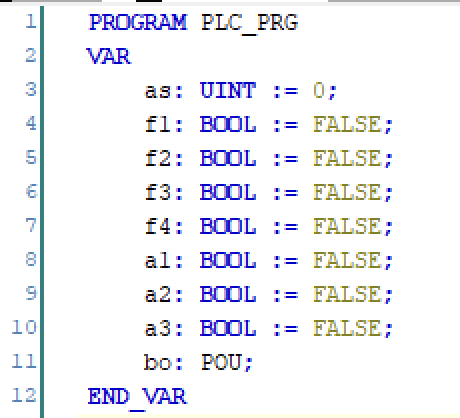 1 PROGRAM PLC_PRG
2 VAR
3 as: UINT := 0;
4 f1: BOOL := FALSE;
5 f2: BOOL := FALSE;
6 f3: BOOL := FALSE;
7 f4: BOOL := FALSE;
8 a1: BOOL := FALSE;
9 a2: BOOL := FALSE;
10 a3: BOOL := FALSE;
11 bo: POU;
12 END_VAR